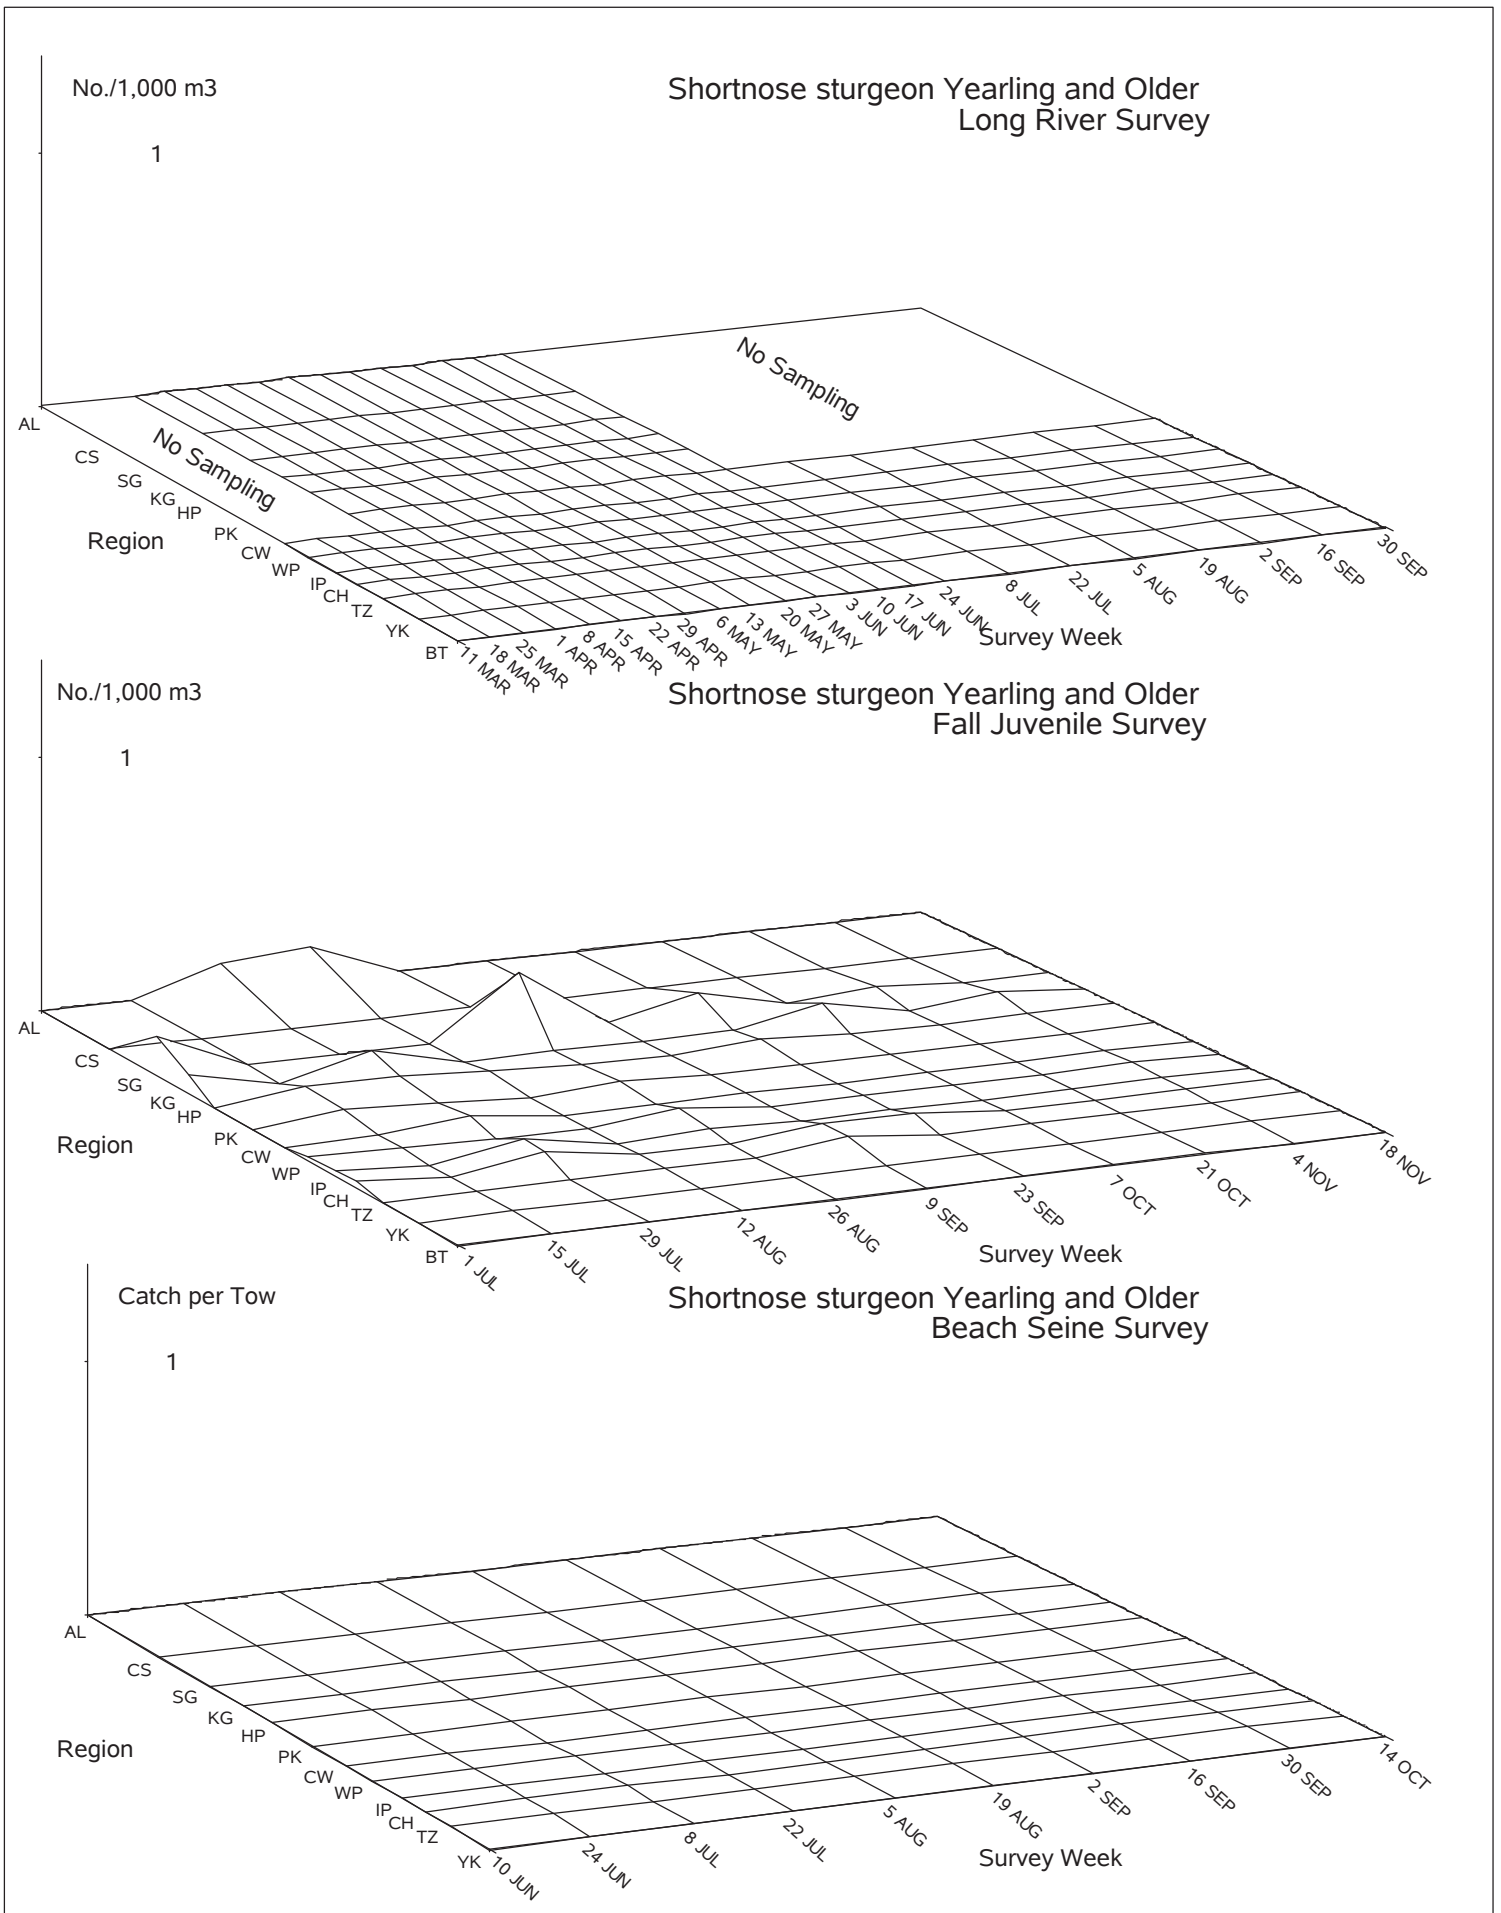 No./1,000 m3
Shortnose sturgeon Yearling and Older
Long River Survey
1
No Sampling
No Sampling
AL
CS
SG
KG
HP
PK
CW
WP
IP
CH
TZ
YK
BT
Region
11 MAR
18 MAR
25 MAR
1 APR
8 APR
15 APR
22 APR
29 APR
6 MAY
13 MAY
20 MAY
27 MAY
3 JUN
10 JUN
17 JUN
24 JUN
8 JUL
22 JUL
5 AUG
19 AUG
2 SEP
16 SEP
30 SEP
Survey Week
No./1,000 m3
Shortnose sturgeon Yearling and Older
Fall Juvenile Survey
1
AL
CS
SG
KG
HP
PK
CW
WP
IP
CH
TZ
YK
BT
Region
1 JUL
15 JUL
29 JUL
12 AUG
26 AUG
9 SEP
23 SEP
7 OCT
21 OCT
4 NOV
18 NOV
Survey Week
Catch per Tow
Shortnose sturgeon Yearling and Older
Beach Seine Survey
1
AL
CS
SG
KG
HP
PK
CW
WP
IP
CH
TZ
YK
Region
10 JUN
24 JUN
8 JUL
22 JUL
5 AUG
19 AUG
2 SEP
16 SEP
30 SEP
14 OCT
Survey Week